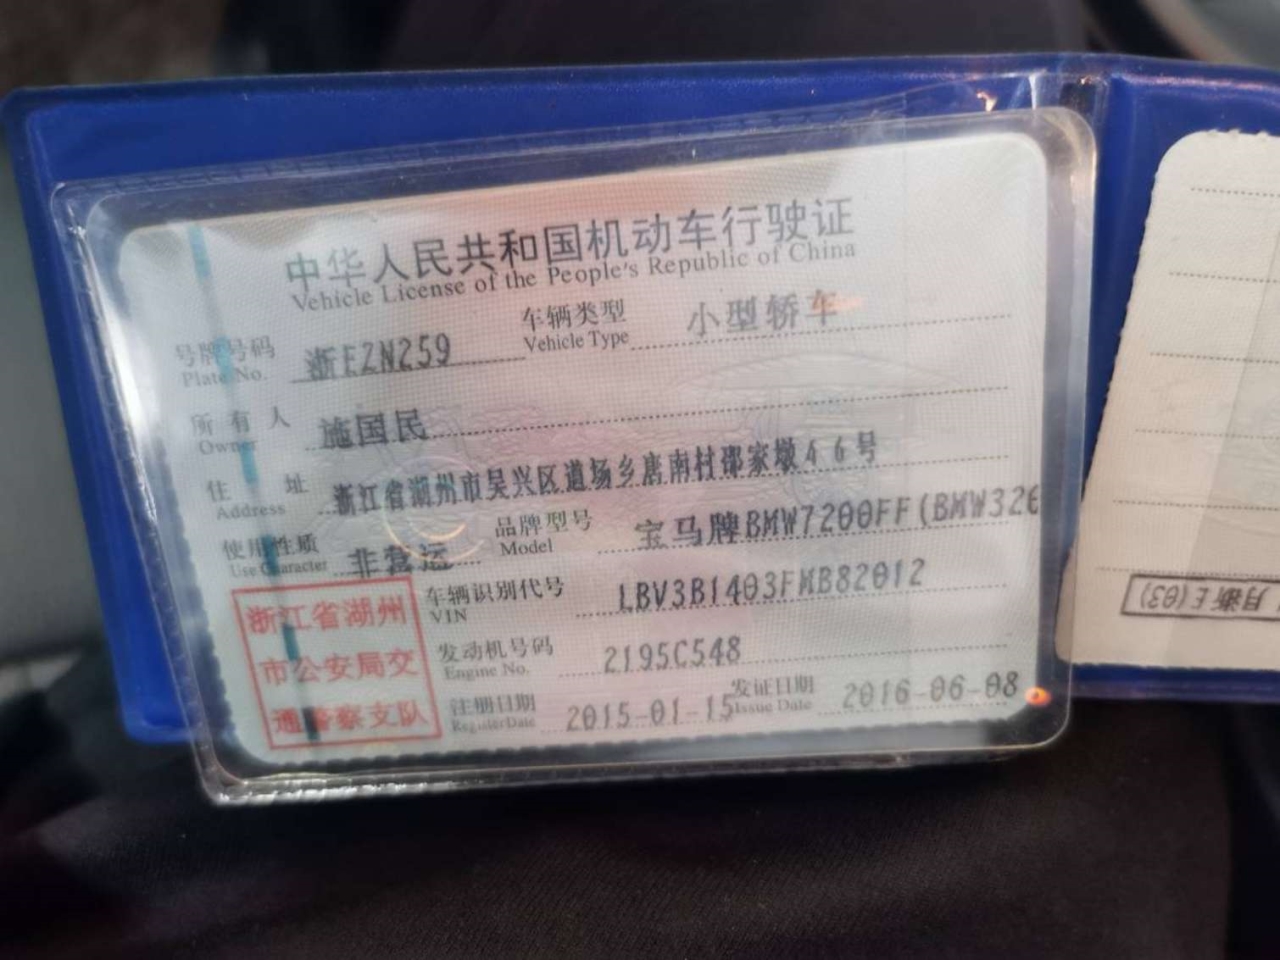 中华人民共和国机动车行驶证
Vehicle License of the People's Republic of China
号牌号码 浙EZN259 车辆类型 小型轿车
Plate No. Vehicle Type
所有人 施国民
Owner
住址 浙江省湖州市吴兴区道场乡唐南村邵家墩46号
Address
使用性质 非营运 品牌型号 宝马牌BMW7200FF(BMW320
Use Character Model
浙江省湖州
市公安局交
通警察支队
车辆识别代号 LBV3B1403FMB82012
VIN
发动机号码 2195C548
Engine No.
注册日期 2015-01-15 发证日期 2016-06-08
Register Date Issue Date
月浙E(03)